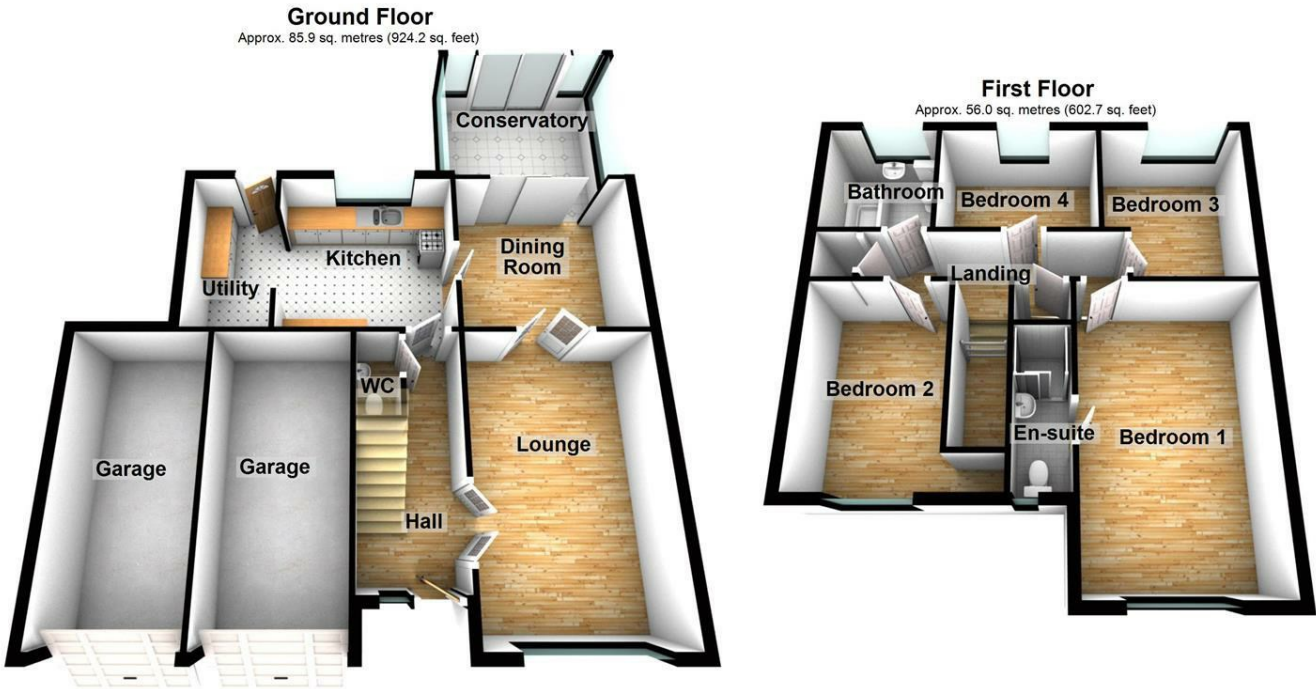 Ground Floor
Approx. 85.9 sq. metres (924.2 sq. feet)
Conservatory
Kitchen
Dining
Room
Utility
WC
Garage
Garage
Lounge
Hall
First Floor
Approx. 56.0 sq. metres (602.7 sq. feet)
Bathroom
Bedroom 4
Bedroom 3
Landing
Bedroom 2
En-suite
Bedroom 1